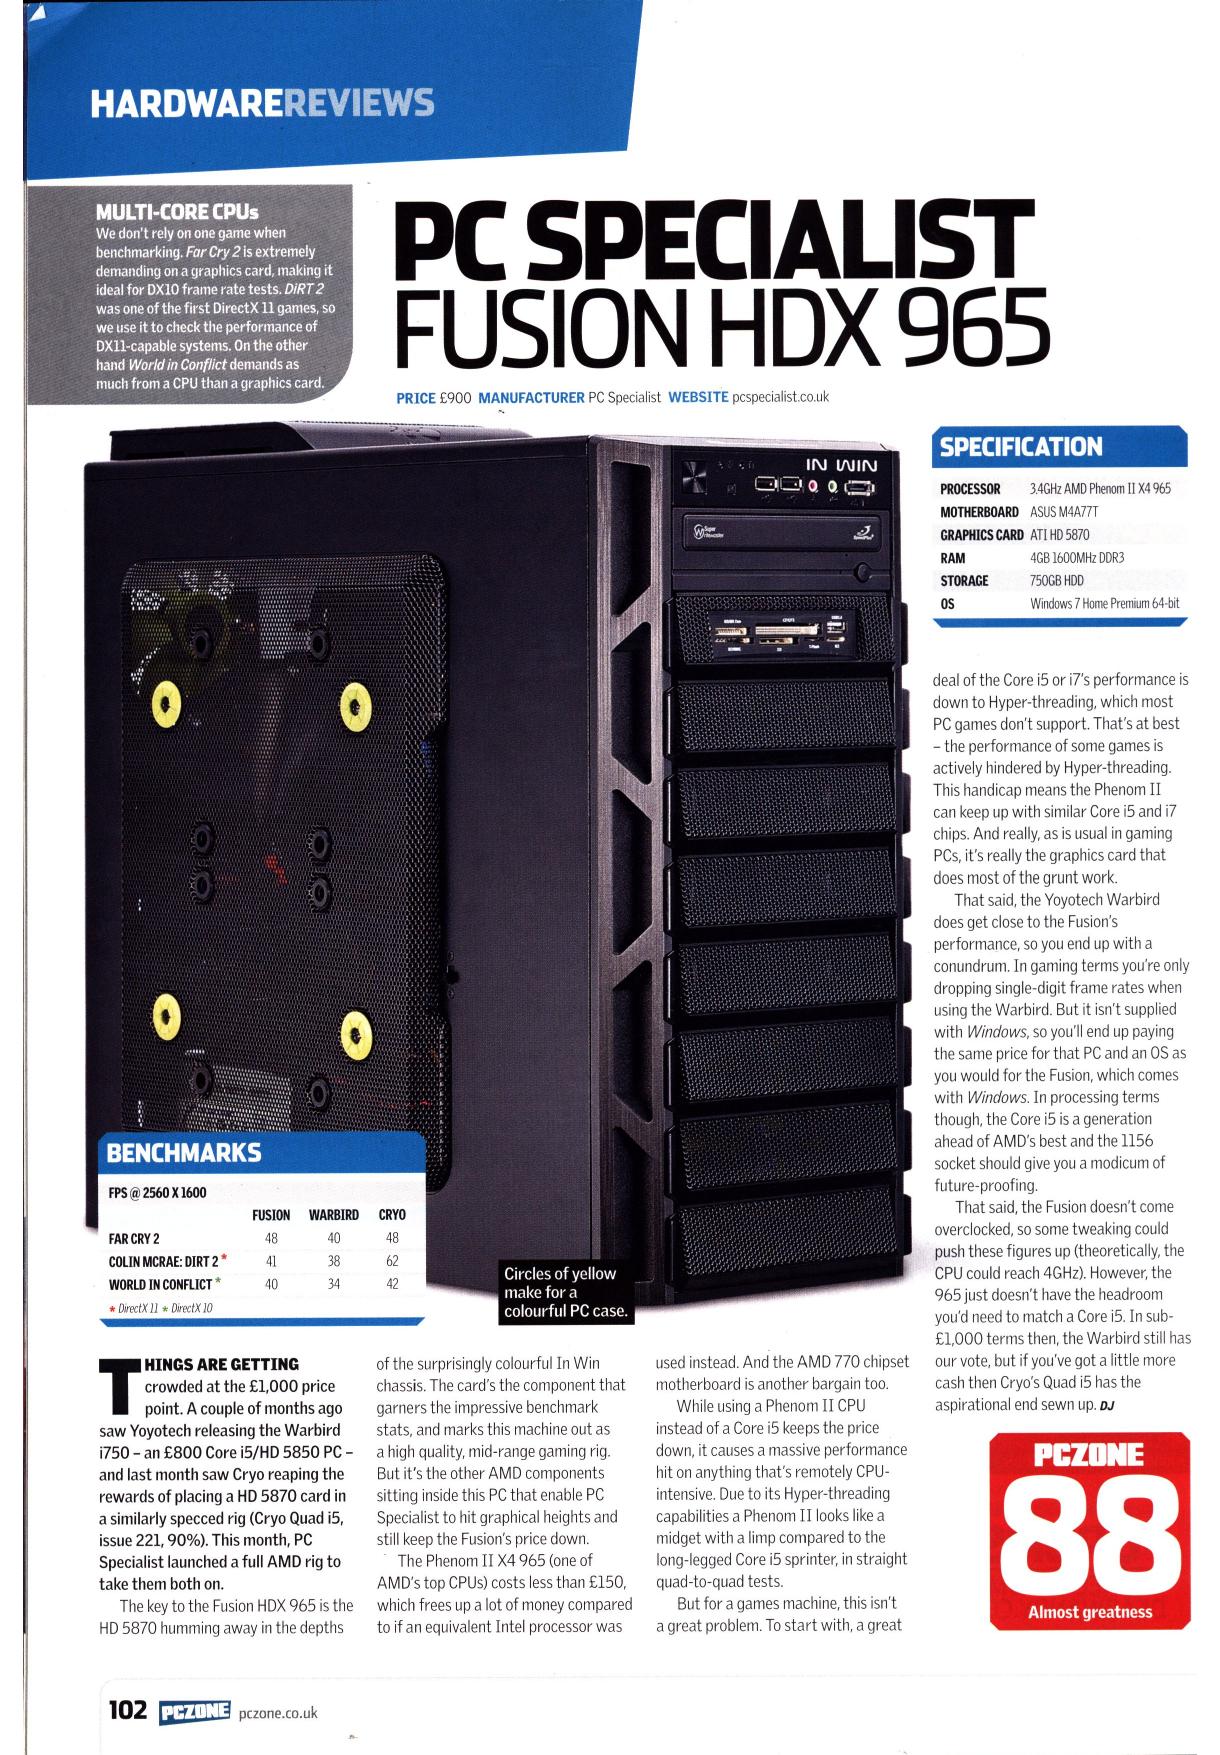 HARDWAREREVIEWS
MULTI-CORE CPUs
We don't rely on one game when
benchmarking. Far Cry 2 is extremely
demanding on a graphics card, making it
ideal for DX10 frame rate tests. DiRT 2
was one of the first DirectX 11 games, so
we use it to check the performance of
DX11-capable systems. On the other
hand World in Conflict demands as
much from a CPU than a graphics card.
PC SPECIALIST
FUSION HDX 965
PRICE £900 MANUFACTURER PC Specialist WEBSITE pcspecialist.co.uk
IN WIN
SPECIFICATION
PROCESSOR 3.4GHz AMD Phenom II X4 965
MOTHERBOARD ASUS M4A77T
GRAPHICS CARD ATI HD 5870
RAM 4GB 1600MHz DDR3
STORAGE 750GB HDD
OS Windows 7 Home Premium 64-bit
BENCHMARKS
FPS @ 2560 X 1600
FUSION WARBIRD CRYO
FAR CRY 2 48 40 48
COLIN MCRAE: DIRT 2 * 41 38 62
WORLD IN CONFLICT * 40 34 42
* DirectX 11 * DirectX 10
Circles of yellow
make for a
colourful PC case.
THINGS ARE GETTING
crowded at the £1,000 price
point. A couple of months ago
saw Yoyotech releasing the Warbird
i750 – an £800 Core i5/HD 5850 PC –
and last month saw Cryo reaping the
rewards of placing a HD 5870 card in
a similarly specced rig (Cryo Quad i5,
issue 221, 90%). This month, PC
Specialist launched a full AMD rig to
take them both on.
The key to the Fusion HDX 965 is the
HD 5870 humming away in the depths
of the surprisingly colourful In Win
chassis. The card's the component that
garners the impressive benchmark
stats, and marks this machine out as
a high quality, mid-range gaming rig.
But it's the other AMD components
sitting inside this PC that enable PC
Specialist to hit graphical heights and
still keep the Fusion's price down.
The Phenom II X4 965 (one of
AMD's top CPUs) costs less than £150,
which frees up a lot of money compared
to if an equivalent Intel processor was
used instead. And the AMD 770 chipset
motherboard is another bargain too.
While using a Phenom II CPU
instead of a Core i5 keeps the price
down, it causes a massive performance
hit on anything that's remotely CPU-
intensive. Due to its Hyper-threading
capabilities a Phenom II looks like a
midget with a limp compared to the
long-legged Core i5 sprinter, in straight
quad-to-quad tests.
But for a games machine, this isn't
a great problem. To start with, a great
deal of the Core i5 or i7's performance is
down to Hyper-threading, which most
PC games don't support. That's at best
– the performance of some games is
actively hindered by Hyper-threading.
This handicap means the Phenom II
can keep up with similar Core i5 and i7
chips. And really, as is usual in gaming
PCs, it's really the graphics card that
does most of the grunt work.
That said, the Yoyotech Warbird
does get close to the Fusion's
performance, so you end up with a
conundrum. In gaming terms you're only
dropping single-digit frame rates when
using the Warbird. But it isn't supplied
with Windows, so you'll end up paying
the same price for that PC and an OS as
you would for the Fusion, which comes
with Windows. In processing terms
though, the Core i5 is a generation
ahead of AMD's best and the 1156
socket should give you a modicum of
future-proofing.
That said, the Fusion doesn't come
overclocked, so some tweaking could
push these figures up (theoretically, the
CPU could reach 4GHz). However, the
965 just doesn't have the headroom
you'd need to match a Core i5. In sub-
£1,000 terms then, the Warbird still has
our vote, but if you've got a little more
cash then Cryo's Quad i5 has the
aspirational end sewn up. DJ
PCZONE
88
Almost greatness
102 PCZONE pczone.co.uk